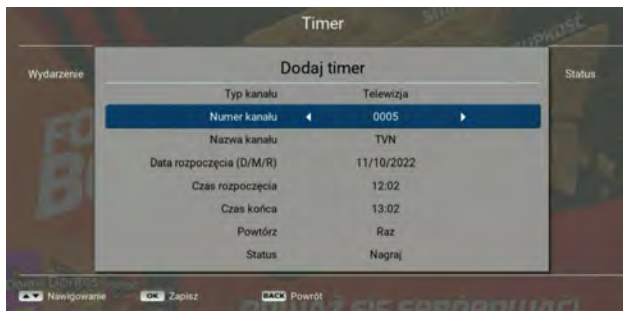 Timer
Wydarzenie
Status
Dodaj timer
Typ kanału Telewizja
Numer kanału 0005
Nazwa kanału TVN
Data rozpoczęcia (D/M/R) 11/10/2022
Czas rozpoczęcia 12:02
Czas końca 13:02
Powtórz Raz
Status Nagraj
Nawigowanie OK Zapisz BACK Powrót